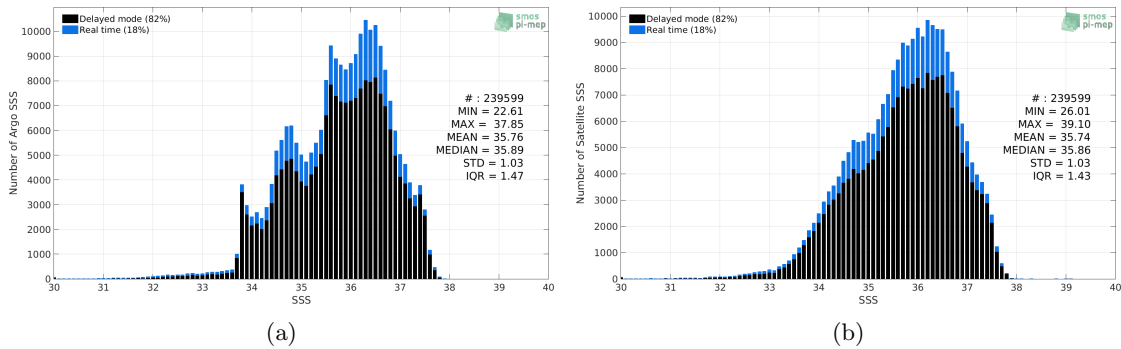 Delayed mode (82%)
Real time (18%)
smos
pi-mep
10000
9000
8000
7000
6000
5000
4000
3000
2000
1000
0
Number of Argo SSS
# : 239599
MIN = 22.61
MAX = 37.85
MEAN = 35.76
MEDIAN = 35.89
STD = 1.03
IQR = 1.47
30 31 32 33 34 35 36 37 38 39 40
SSS
(a)
Delayed mode (82%)
Real time (18%)
smos
pi-mep
10000
9000
8000
7000
6000
5000
4000
3000
2000
1000
0
Number of Satellite SSS
# : 239599
MIN = 26.01
MAX = 39.10
MEAN = 35.74
MEDIAN = 35.86
STD = 1.03
IQR = 1.43
30 31 32 33 34 35 36 37 38 39 40
SSS
(b)